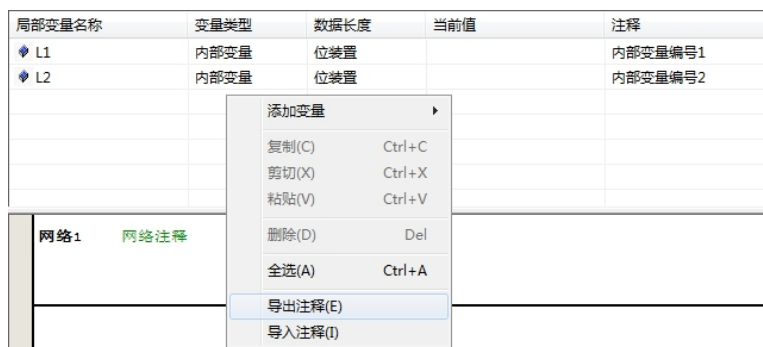 局部变量名称 变量类型 数据长度 当前值 注释
L1 内部变量 位装置 内部变量编号1
L2 内部变量 位装置 内部变量编号2
添加变量
复制(C) Ctrl+C
剪切(X) Ctrl+X
粘贴(V) Ctrl+V
删除(D) Del
全选(A) Ctrl+A
导出注释(E)
导入注释(I)
网络1 网络注释